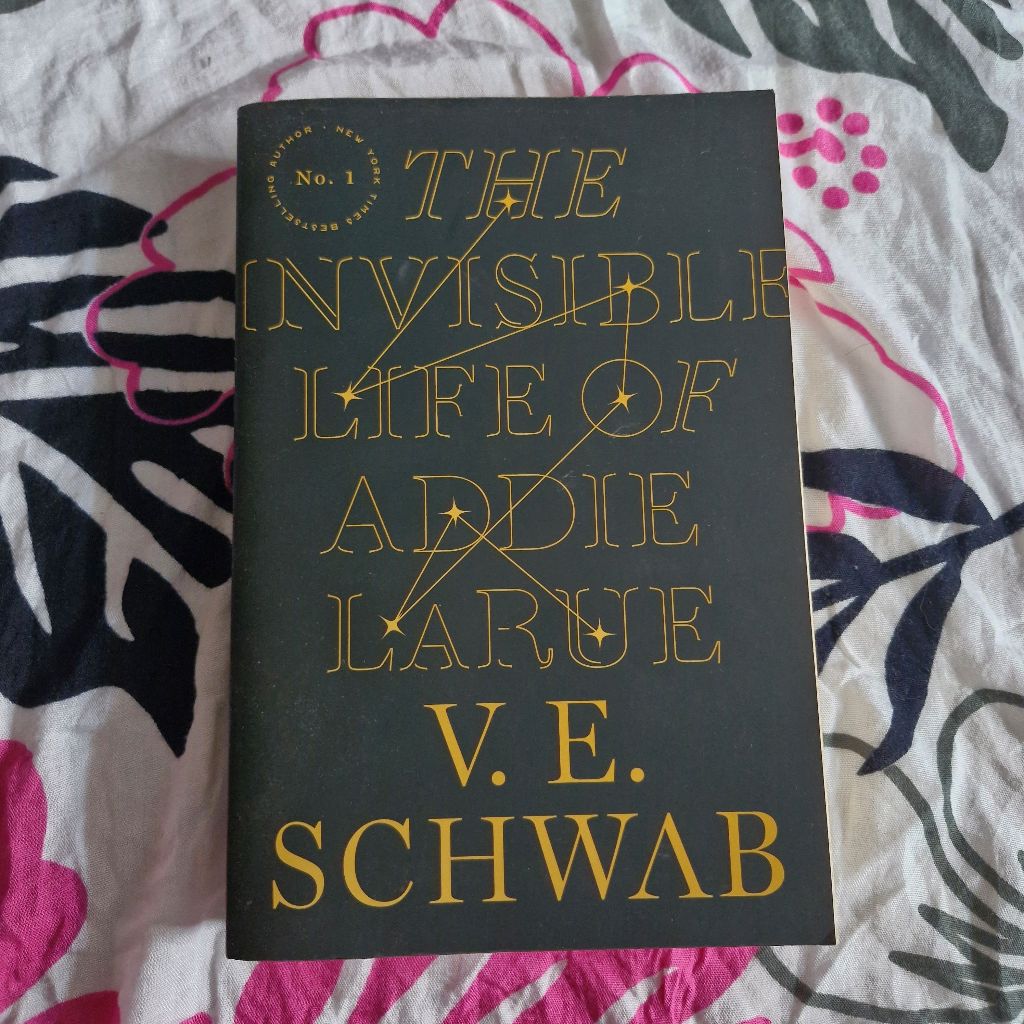 NEW YORK TIMES BESTSELLING AUTHOR ·
No. 1
THE
INVISIBLE
LIFE OF
ADDIE
LARUE
V. E.
SCHWAB